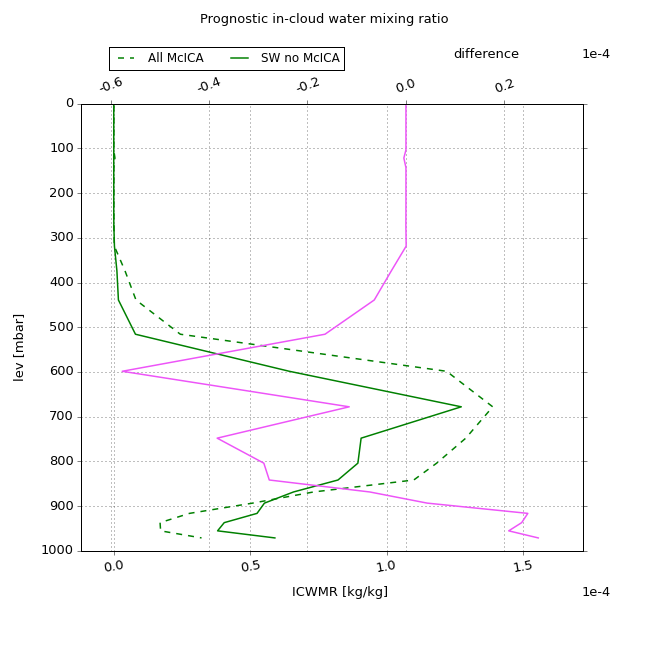 Prognostic in-cloud water mixing ratio
All McICA SW no McICA
difference 1e-4
-0.6 -0.4 -0.2 0.0 0.2
0
100
200
300
400
500
600
700
800
900
1000
lev [mbar]
0.0 0.5 1.0 1.5
ICWMR [kg/kg] 1e-4